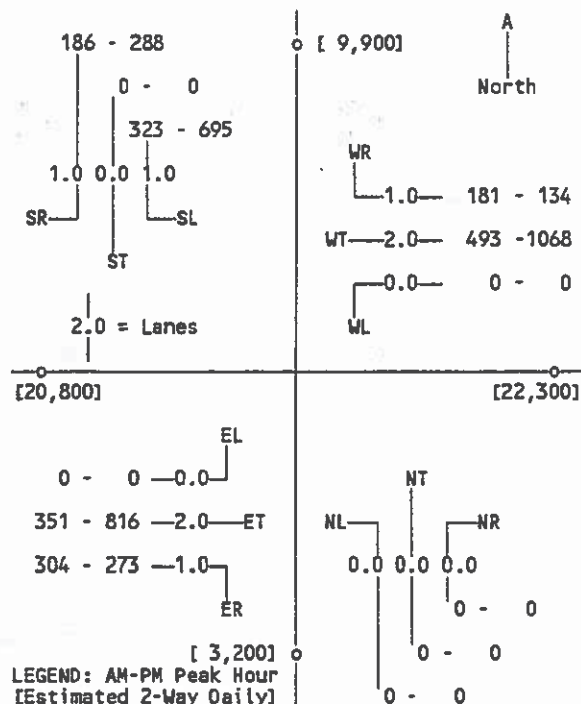 186 - 288
[ 9,900]
A
North
0 - 0
323 - 695
WR
1.0 0.0 1.0
1.0 181 - 134
SR SL
WT 2.0 493 -1068
ST
0.0 0 - 0
2.0 = Lanes
WL
[20,800] [22,300]
EL
0 - 0 0.0
NT
351 - 816 2.0 ET
NL NR
304 - 273 1.0
0.0 0.0 0.0
ER
0 - 0
[ 3,200]
0 - 0
LEGEND: AM-PM Peak Hour
[Estimated 2-Way Daily]
0 - 0